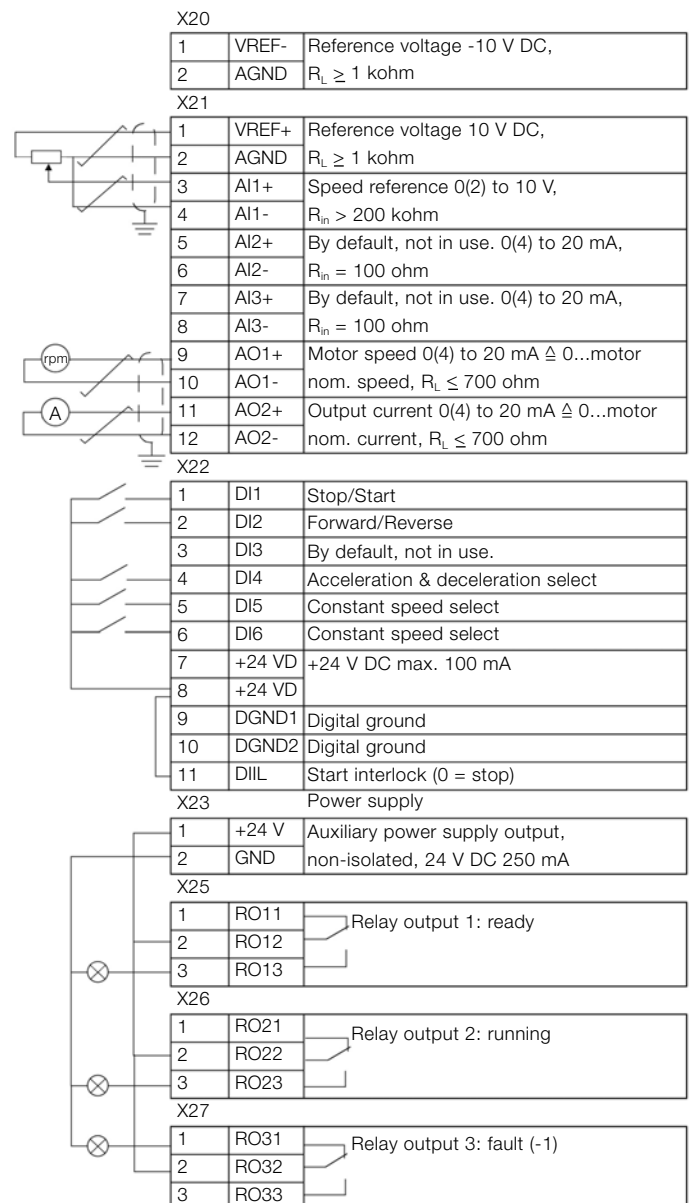 X20
1 VREF- Reference voltage -10 V DC,
2 AGND R_L ≥ 1 kohm
X21
1 VREF+ Reference voltage 10 V DC,
2 AGND R_L ≥ 1 kohm
3 AI1+ Speed reference 0(2) to 10 V,
4 AI1- R_in > 200 kohm
5 AI2+ By default, not in use. 0(4) to 20 mA,
6 AI2- R_in = 100 ohm
7 AI3+ By default, not in use. 0(4) to 20 mA,
8 AI3- R_in = 100 ohm
rpm 9 AO1+ Motor speed 0(4) to 20 mA ≙ 0...motor
10 AO1- nom. speed, R_L ≤ 700 ohm
A 11 AO2+ Output current 0(4) to 20 mA ≙ 0...motor
12 AO2- nom. current, R_L ≤ 700 ohm
X22
1 DI1 Stop/Start
2 DI2 Forward/Reverse
3 DI3 By default, not in use.
4 DI4 Acceleration & deceleration select
5 DI5 Constant speed select
6 DI6 Constant speed select
7 +24 VD +24 V DC max. 100 mA
8 +24 VD
9 DGND1 Digital ground
10 DGND2 Digital ground
11 DIIL Start interlock (0 = stop)
X23 Power supply
1 +24 V Auxiliary power supply output,
2 GND non-isolated, 24 V DC 250 mA
X25
1 RO11 Relay output 1: ready
2 RO12
3 RO13
X26
1 RO21 Relay output 2: running
2 RO22
3 RO23
X27
1 RO31 Relay output 3: fault (-1)
2 RO32
3 RO33